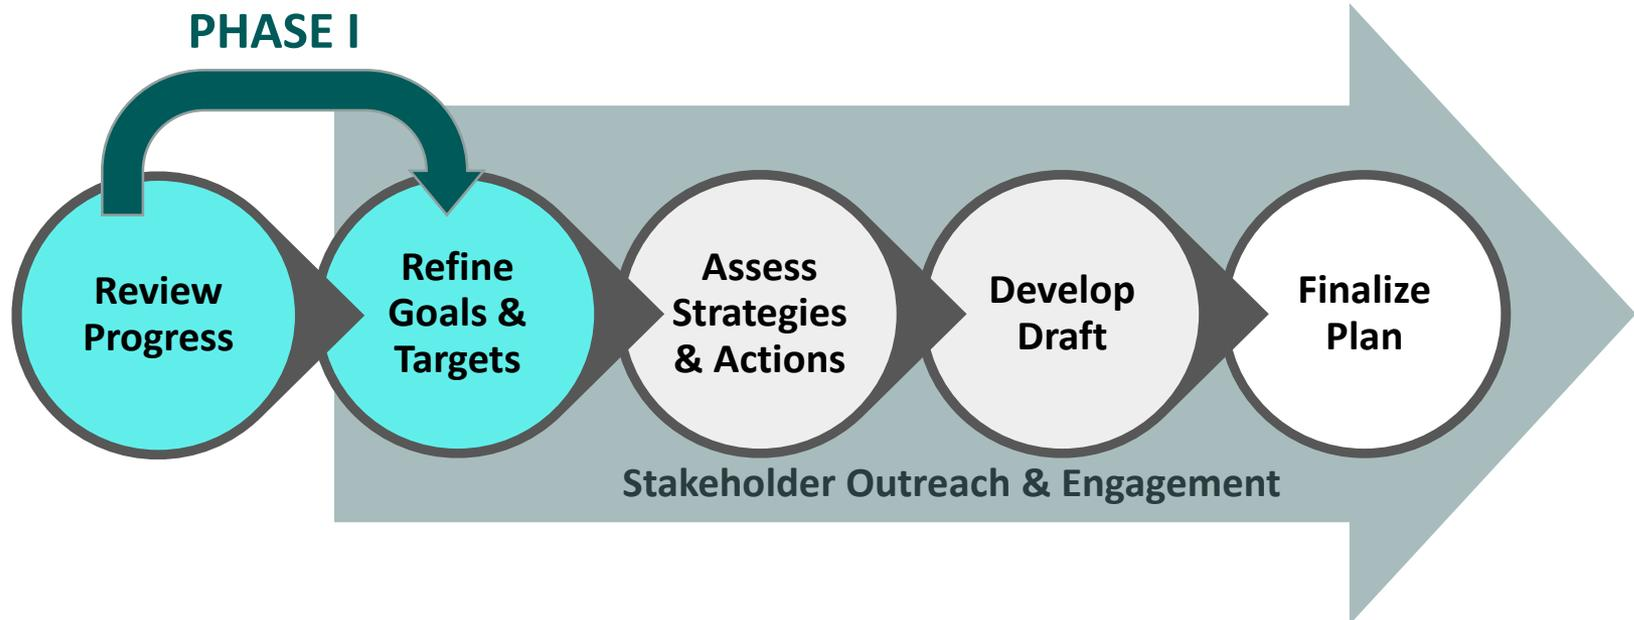 PHASE I
Review
Progress
Refine
Goals &
Targets
Assess
Strategies
& Actions
Develop
Draft
Finalize
Plan
Stakeholder Outreach & Engagement